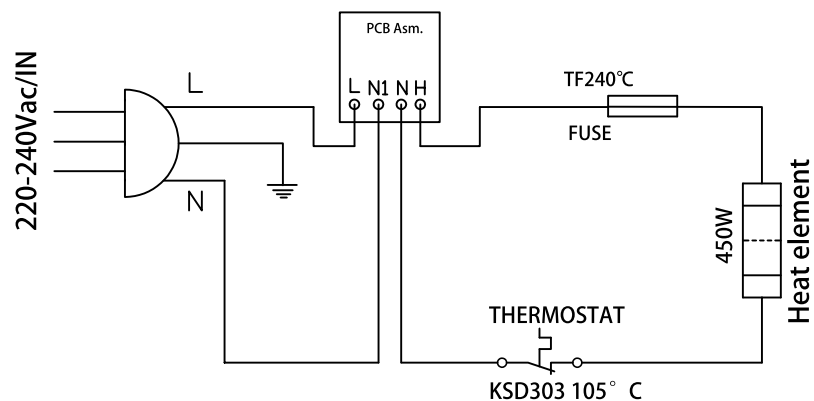 PCB Asm.
L N1 N H
L
220-240Vac/IN
N
TF240℃
FUSE
450W
Heat element
THERMOSTAT
KSD303 105° C